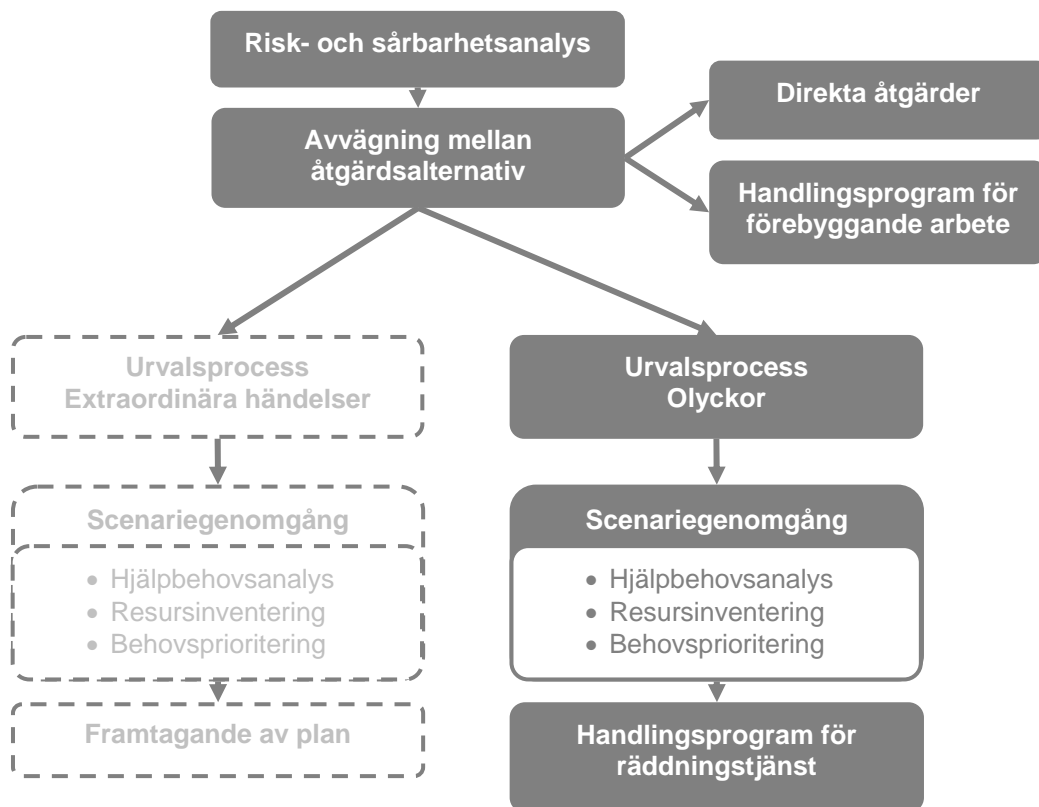 Risk- och sårbarhetsanalys
Avvägning mellan
åtgärdsalternativ
Direkta åtgärder
Handlingsprogram för
förebyggande arbete
Urvalsprocess
Extraordinära händelser
Scenariegenomgång
• Hjälpbehovsanalys
• Resursinventering
• Behovsprioritering
Framtagande av plan
Urvalsprocess
Olyckor
Scenariegenomgång
• Hjälpbehovsanalys
• Resursinventering
• Behovsprioritering
Handlingsprogram för
räddningstjänst